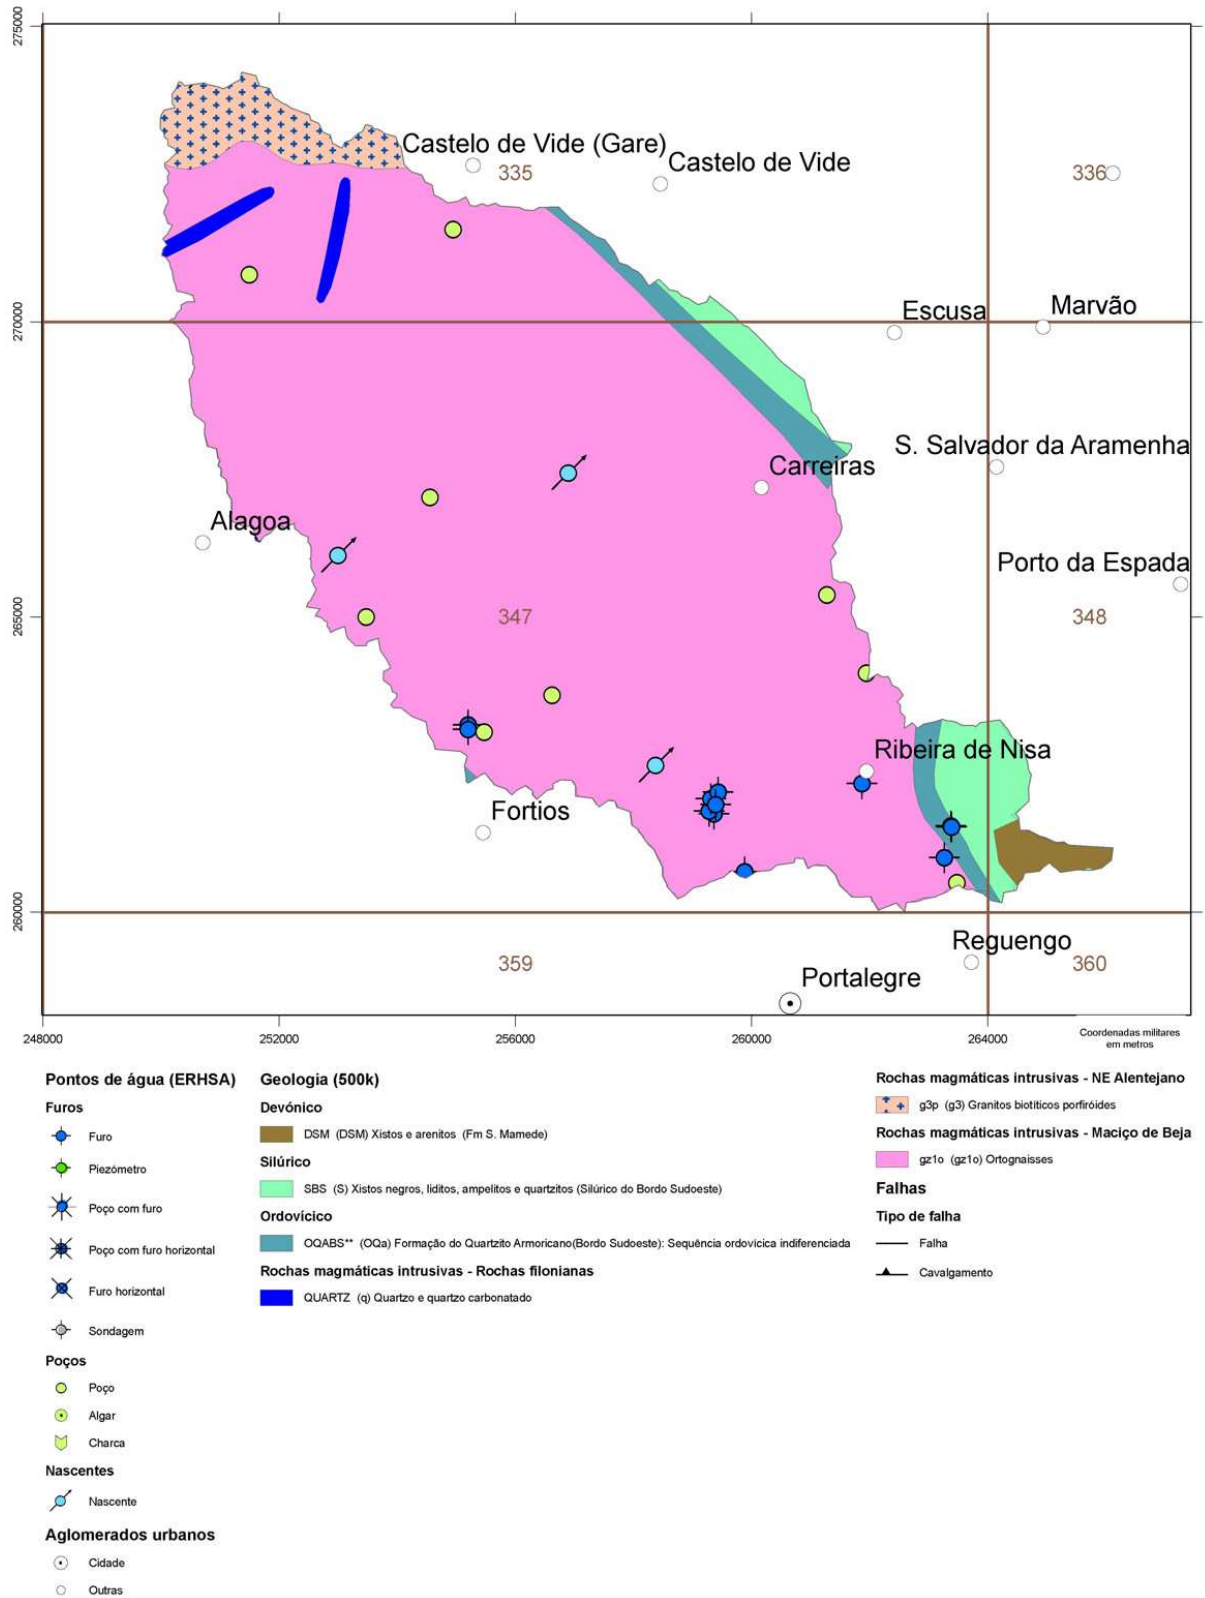 275000
Castelo de Vide (Gare)
335
Castelo de Vide
336
270000
Escusa
Marvão
S. Salvador da Aramenha
Carreiras
Alagoa
Porto da Espada
265000
347
348
Ribeira de Nisa
Fortios
260000
Reguengo
359
360
Portalegre
248000
252000
256000
260000
264000
Coordenadas militares
em metros
Pontos de água (ERHSA)
Furos
Furo
Piezómetro
Poço com furo
Poço com furo horizontal
Furo horizontal
Sondagem
Poços
Poço
Algar
Charca
Nascentes
Nascente
Aglomerados urbanos
Cidade
Outras
Geologia (500k)
Devónico
DSM (DSM) Xistos e arenitos (Fm S. Mamede)
Silúrico
SBS (S) Xistos negros, liditos, ampelitos e quartzitos (Silúrico do Bordo Sudoeste)
Ordovícico
OQABS** (OQa) Formação do Quartzito Armoricano(Bordo Sudoeste): Sequência ordovícica indiferenciada
Rochas magmáticas intrusivas - Rochas filonianas
QUARTZ (q) Quartzo e quartzo carbonatado
Rochas magmáticas intrusivas - NE Alentejano
g3p (g3) Granitos biotíticos porfiróides
Rochas magmáticas intrusivas - Maciço de Beja
gz1o (gz1o) Ortognaisses
Falhas
Tipo de falha
Falha
Cavalgamento